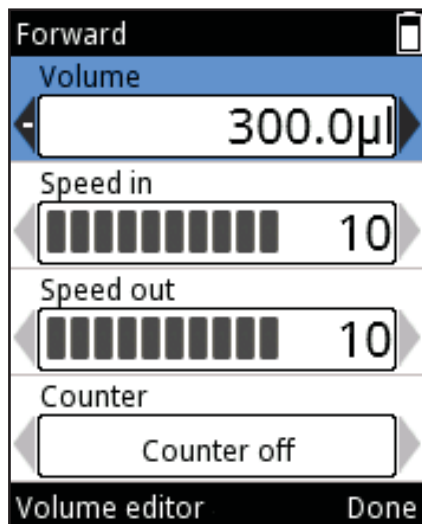 Forward
Volume
- 300.0µl
Speed in
10
Speed out
10
Counter
Counter off
Volume editor Done